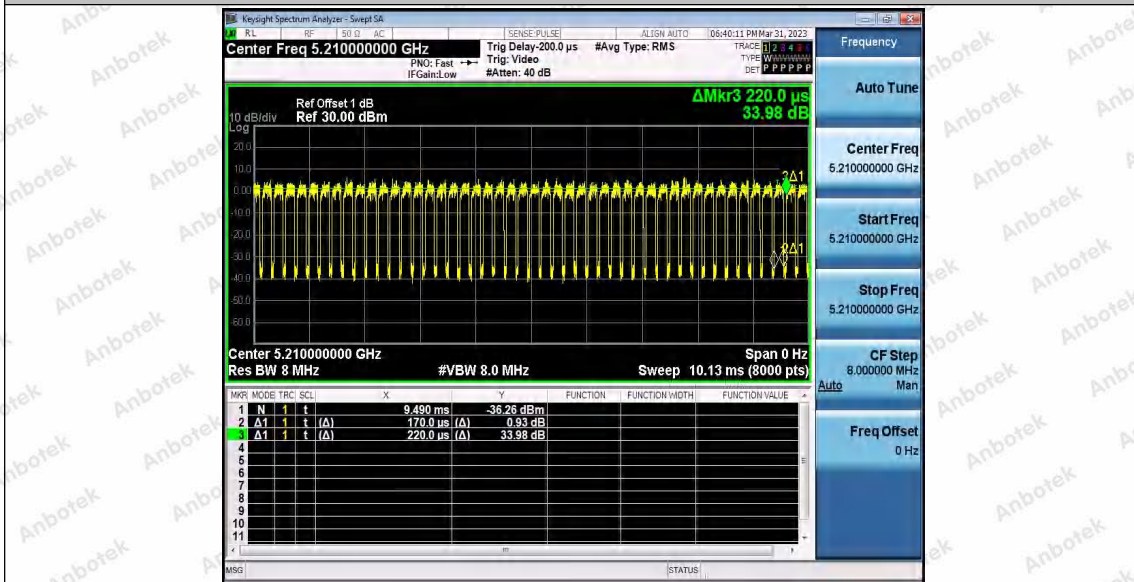 Keysight Spectrum Analyzer - Swept SA
RL RF 50 Ω AC SENSE:PULSE ALIGN AUTO 06:40:11 PM Mar 31, 2023
Center Freq 5.210000000 GHz
PNO: Fast
IFGain:Low
Trig Delay-200.0 µs
Trig: Video
#Atten: 40 dB
#Avg Type: RMS
TRACE 1 2 3 4 5 6
TYPE W
DET P P P P P P
ΔMkr3 220.0 µs
33.98 dB
Ref Offset 1 dB
Ref 30.00 dBm
10 dB/div
Log
20.0
10.0
0.00
-10.0
-20.0
-30.0
-40.0
-50.0
-60.0
3Δ1
2Δ1
Center 5.210000000 GHz Span 0 Hz
Res BW 8 MHz #VBW 8.0 MHz Sweep 10.13 ms (8000 pts)
MKR MODE TRC SCL X Y FUNCTION FUNCTION WIDTH FUNCTION VALUE
1 N 1 t 9.490 ms -36.26 dBm
2 Δ1 1 t (Δ) 170.0 µs (Δ) 0.93 dB
3 Δ1 1 t (Δ) 220.0 µs (Δ) 33.98 dB
4
5
6
7
8
9
10
11
MSG STATUS
Frequency
Auto Tune
Center Freq
5.210000000 GHz
Start Freq
5.210000000 GHz
Stop Freq
5.210000000 GHz
CF Step
8.000000 MHz
Auto Man
Freq Offset
0 Hz
Anbotek